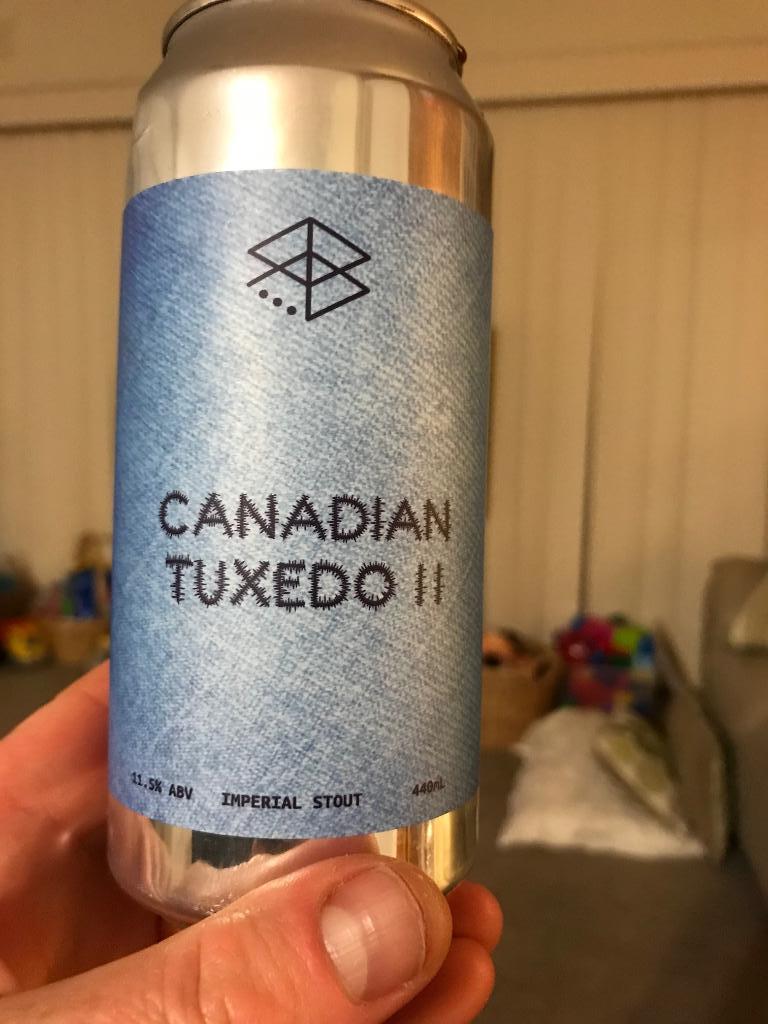 CANADIAN
TUXEDO II
11.5% ABV IMPERIAL STOUT 440mL